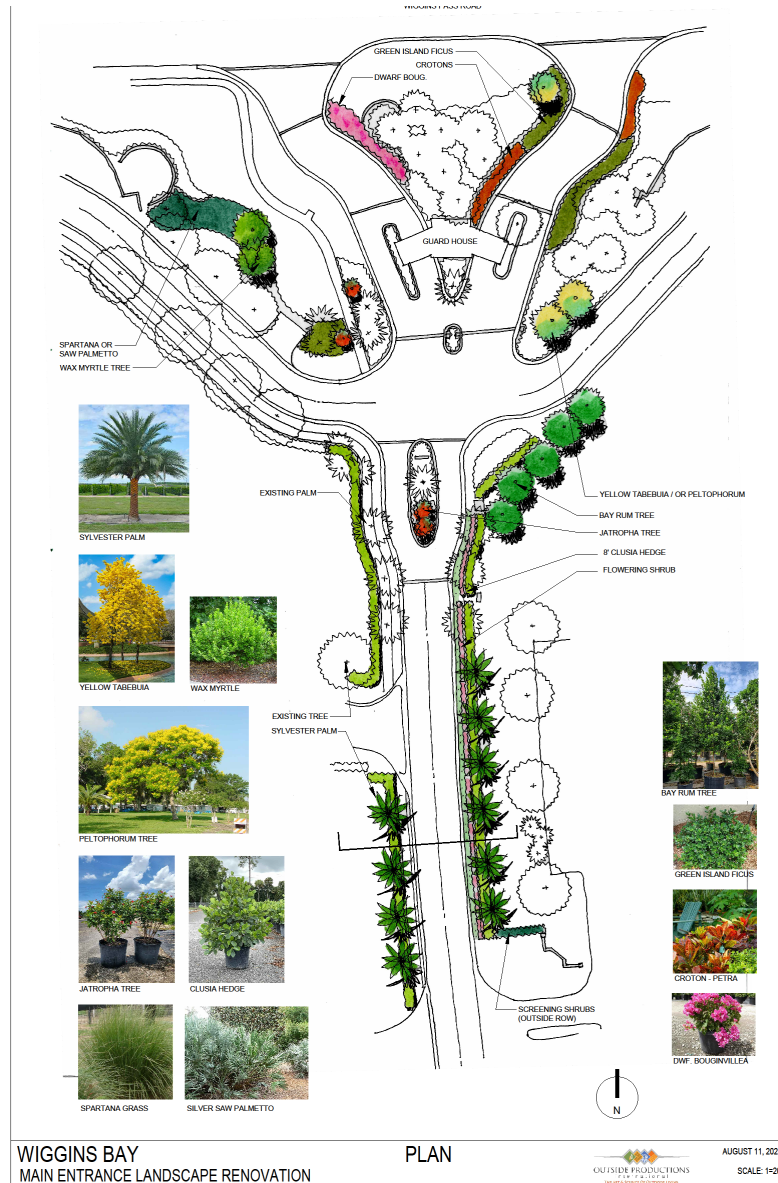 WIGGINS PASS ROAD
GREEN ISLAND FICUS
CROTONS
DWARF BOUG.
GUARD HOUSE
SPARTANA OR
SAW PALMETTO
WAX MYRTLE TREE
SYLVESTER PALM
EXISTING PALM
YELLOW TABEBUIA / OR PELTOPHORUM
BAY RUM TREE
JATROPHA TREE
8' CLUSIA HEDGE
FLOWERING SHRUB
YELLOW TABEBUIA
WAX MYRTLE
EXISTING TREE
SYLVESTER PALM
PELTOPHORUM TREE
BAY RUM TREE
GREEN ISLAND FICUS
JATROPHA TREE
CLUSIA HEDGE
CROTON - PETRA
SCREENING SHRUBS
(OUTSIDE ROW)
DWF. BOUGINVILLEA
SPARTANA GRASS
SILVER SAW PALMETTO
N
WIGGINS BAY
MAIN ENTRANCE LANDSCAPE RENOVATION
PLAN
OUTSIDE PRODUCTIONS
international
AUGUST 11, 202
SCALE: 1=2